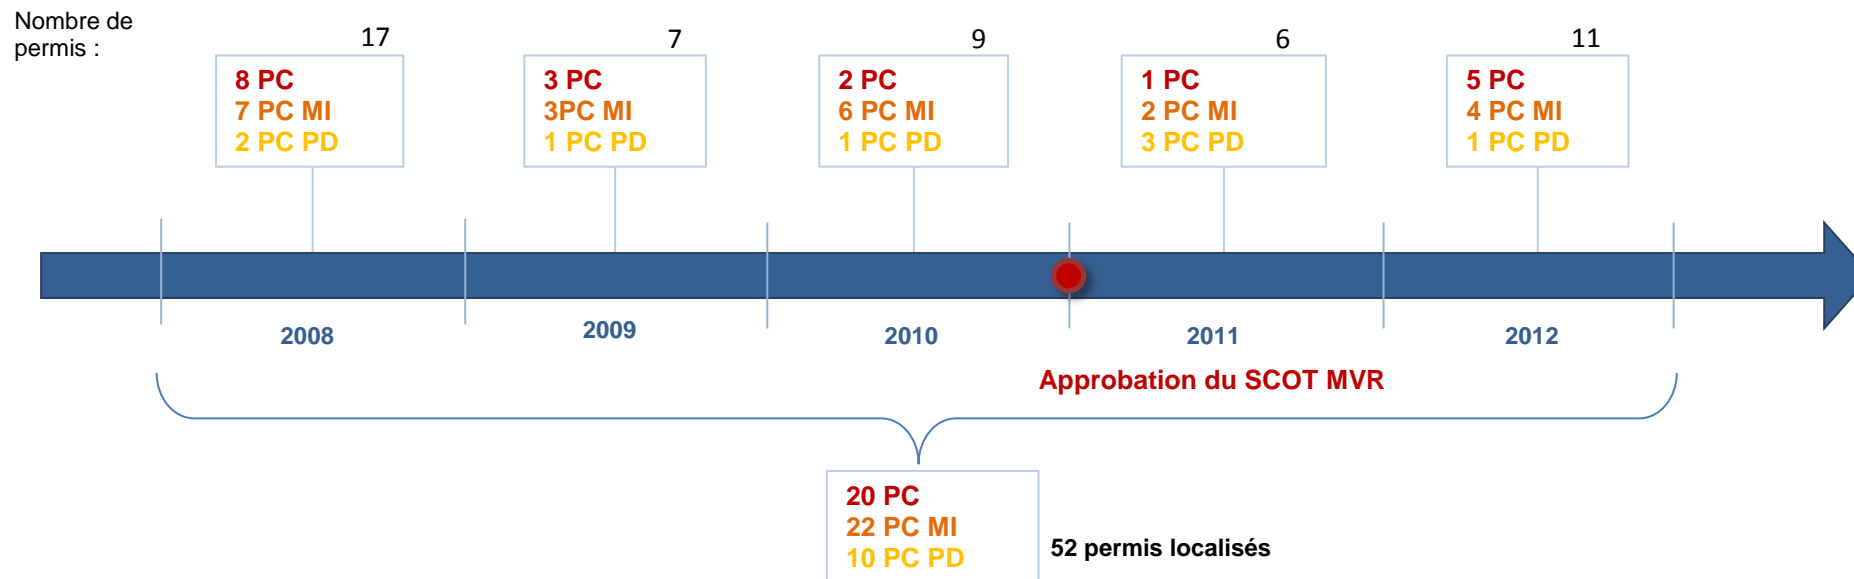 Nombre de
permis :
17
7
9
6
11
8 PC
7 PC MI
2 PC PD
3 PC
3PC MI
1 PC PD
2 PC
6 PC MI
1 PC PD
1 PC
2 PC MI
3 PC PD
5 PC
4 PC MI
1 PC PD
2008
2009
2010
2011
2012
Approbation du SCOT MVR
20 PC
22 PC MI
10 PC PD
52 permis localisés